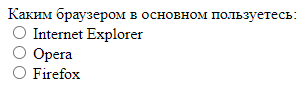 Каким браузером в основном пользуетесь:
Internet Explorer
Opera
Firefox